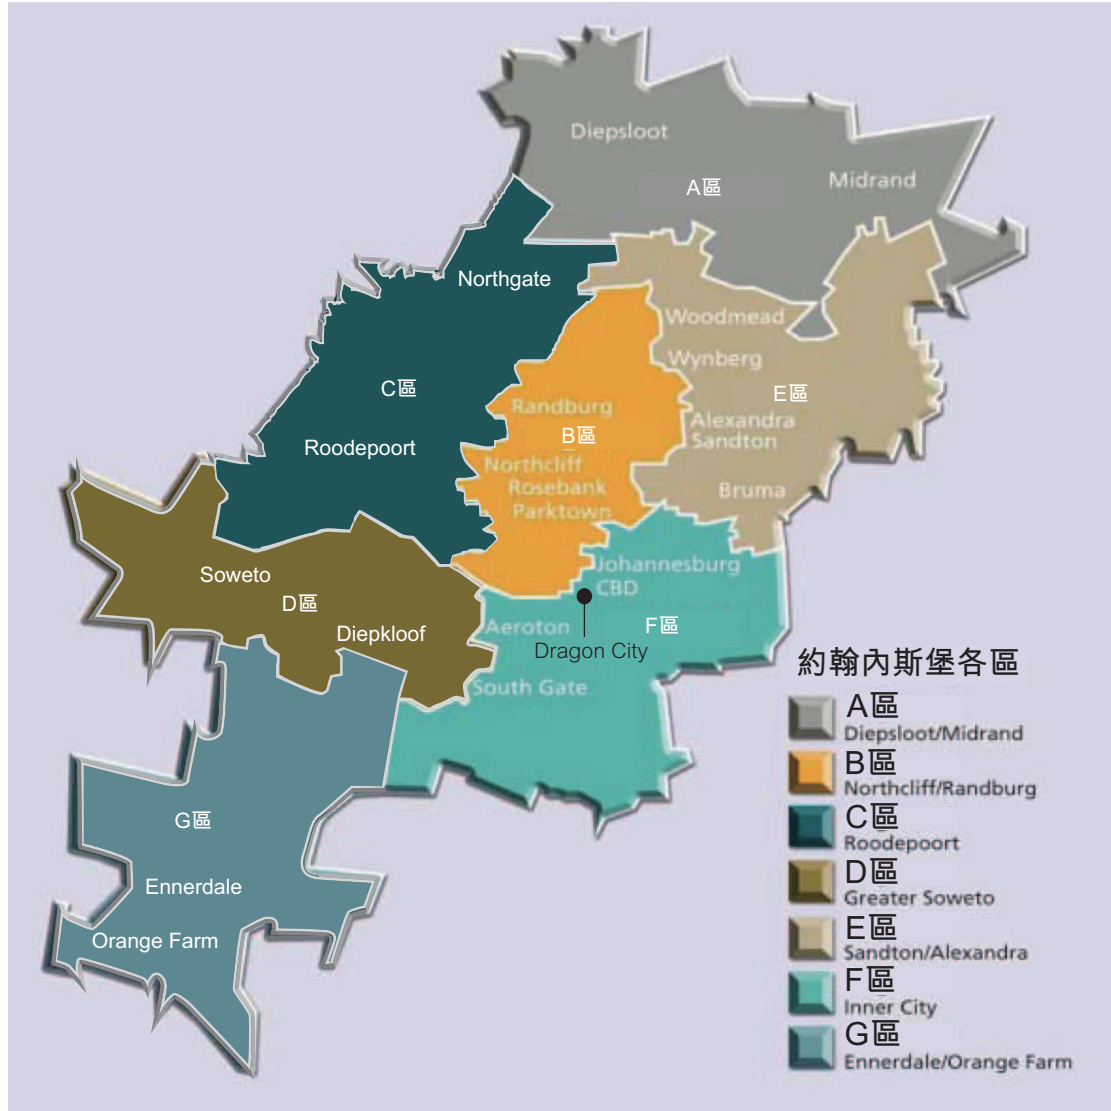 Diepsloot
Midrand
A區
Northgate
Woodmead
Wynberg
C區
E區
Randburg
Alexandra
Sandton
B區
Roodepoort
Northcliff
Rosebank
Parktown
Bruma
Soweto
D區
Diepkloof
Johannesburg
CBD
Aeroton
F區
Dragon City
South Gate
G區
Ennerdale
Orange Farm
約翰內斯堡各區
A區
Diepsloot/Midrand
B區
Northcliff/Randburg
C區
Roodepoort
D區
Greater Soweto
E區
Sandton/Alexandra
F區
Inner City
G區
Ennerdale/Orange Farm